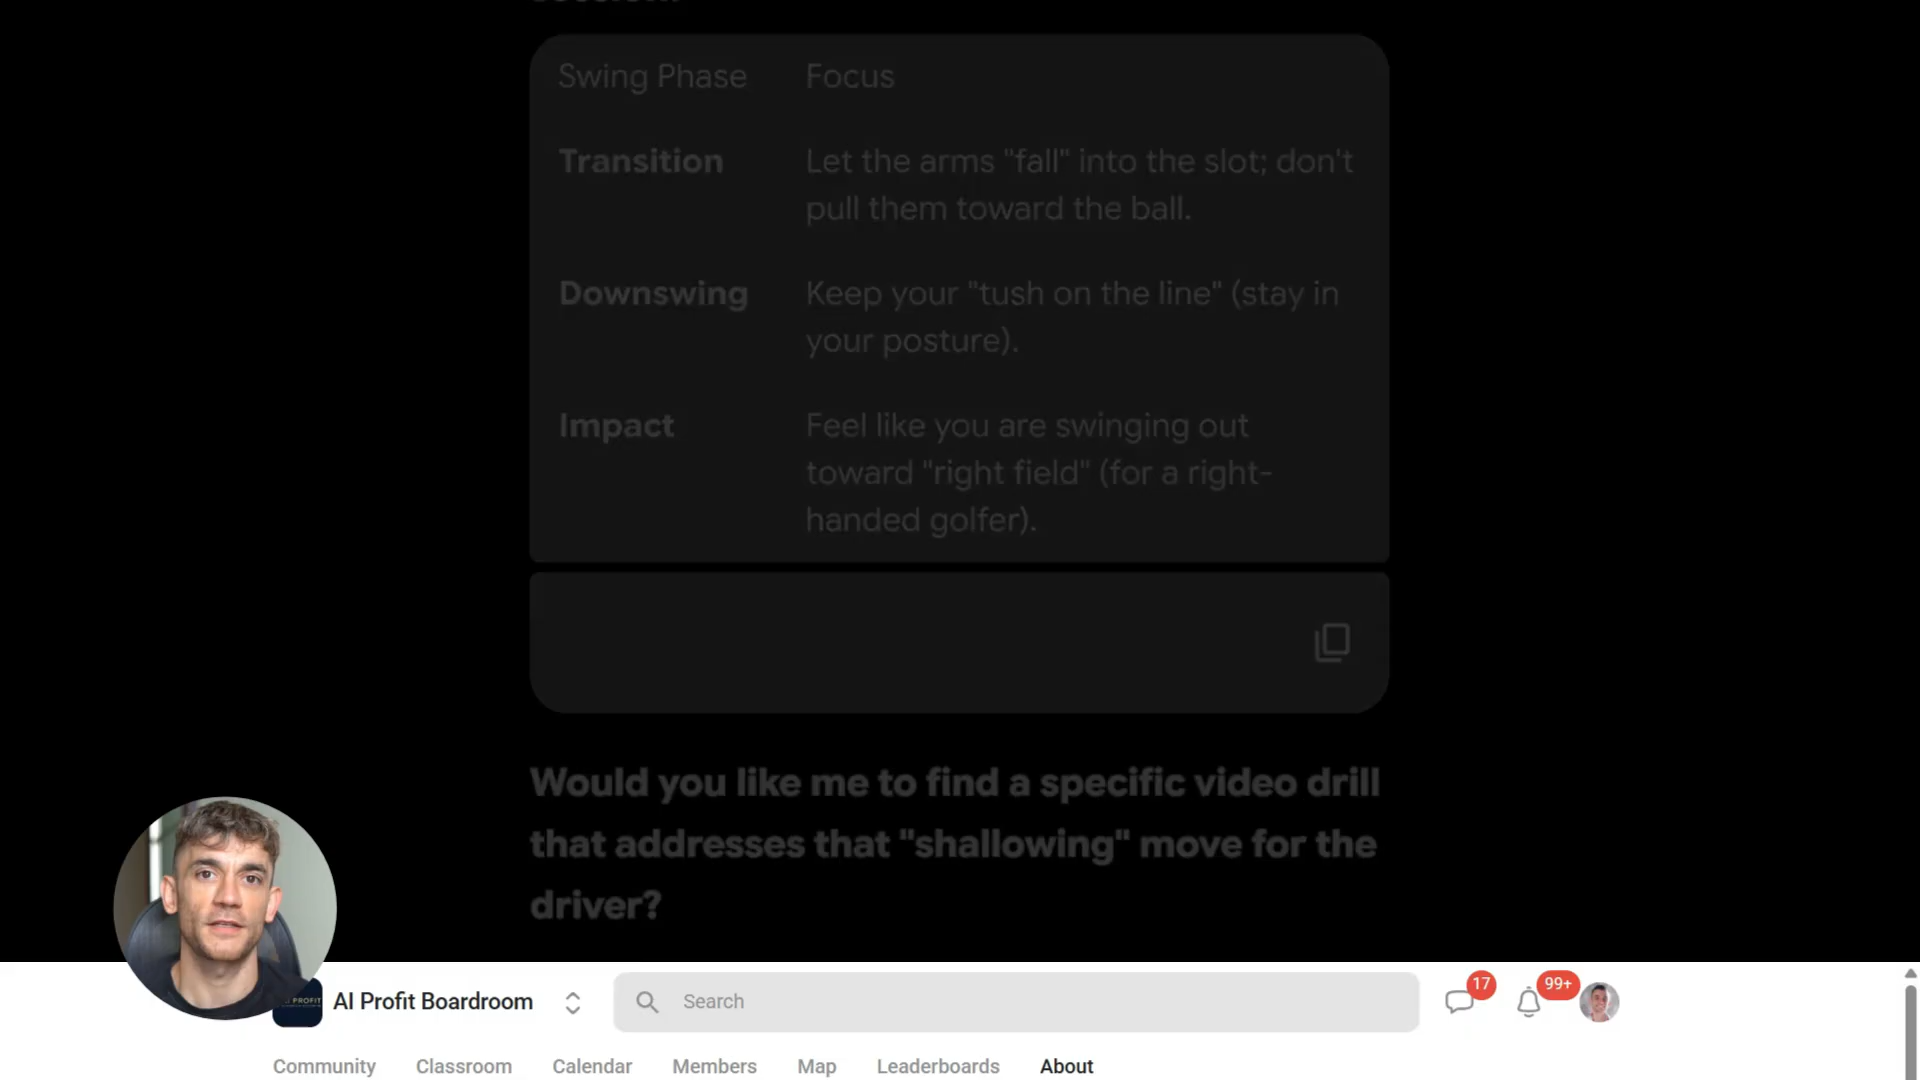 Swing Phase Focus
Transition Let the arms "fall" into the slot; don't
pull them toward the ball.
Downswing Keep your "tush on the line" (stay in
your posture).
Impact Feel like you are swinging out
toward "right field" (for a right-
handed golfer).
Would you like me to find a specific video drill
that addresses that "shallowing" move for the
driver?
PROFIT
AI Profit Boardroom
Search
17
99+
Community Classroom Calendar Members Map Leaderboards About